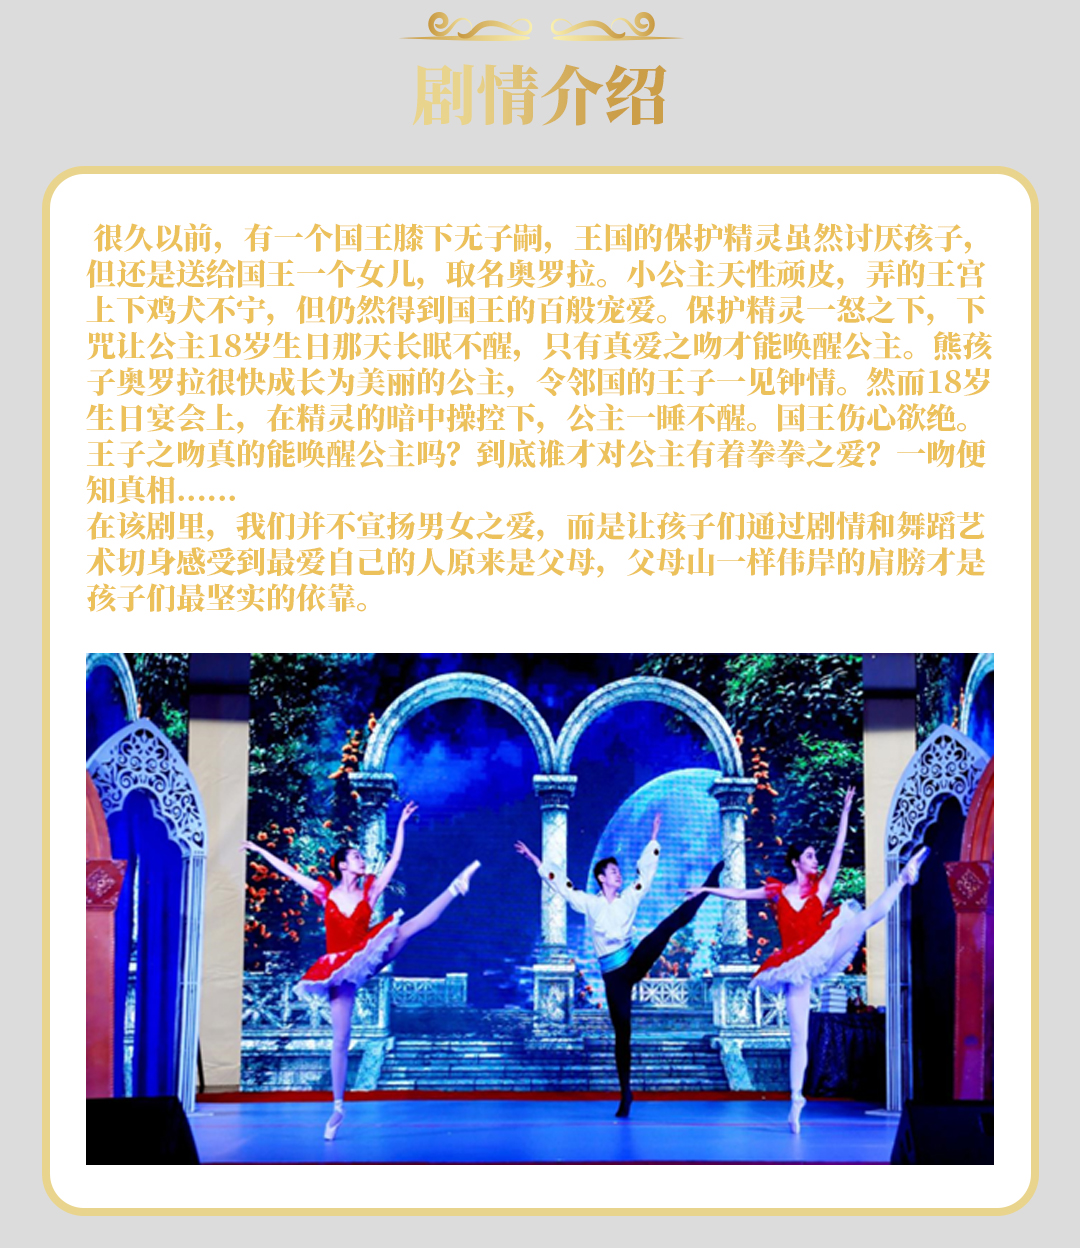 剧情介绍
很久以前，有一个国王膝下无子嗣，王国的保护精灵虽然讨厌孩子，
但还是送给国王一个女儿，取名奥罗拉。小公主天性顽皮，弄的王宫
上下鸡犬不宁，但仍然得到国王的百般宠爱。保护精灵一怒之下，下
咒让公主18岁生日那天长眠不醒，只有真爱之吻才能唤醒公主。熊孩
子奥罗拉很快成长为美丽的公主，令邻国的王子一见钟情。然而18岁
生日宴会上，在精灵的暗中操控下，公主一睡不醒。国王伤心欲绝。
王子之吻真的能唤醒公主吗？到底谁才对公主有着拳拳之爱？一吻便
知真相......
在该剧里，我们并不宣扬男女之爱，而是让孩子们通过剧情和舞蹈艺
术切身感受到最爱自己的人原来是父母，父母山一样伟岸的肩膀才是
孩子们最坚实的依靠。